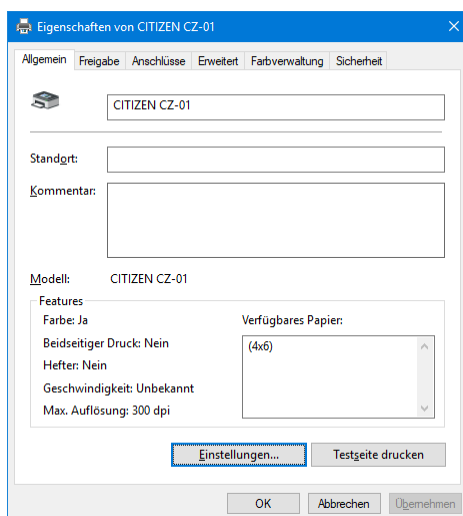 Eigenschaften von CITIZEN CZ-01
Allgemein Freigabe Anschlüsse Erweitert Farbverwaltung Sicherheit
CITIZEN CZ-01
Standort:
Kommentar:
Modell: CITIZEN CZ-01
Features
Farbe: Ja Verfügbares Papier:
Beidseitiger Druck: Nein (4x6)
Hefter: Nein
Geschwindigkeit: Unbekannt
Max. Auflösung: 300 dpi
Einstellungen... Testseite drucken
OK Abbrechen Übernehmen